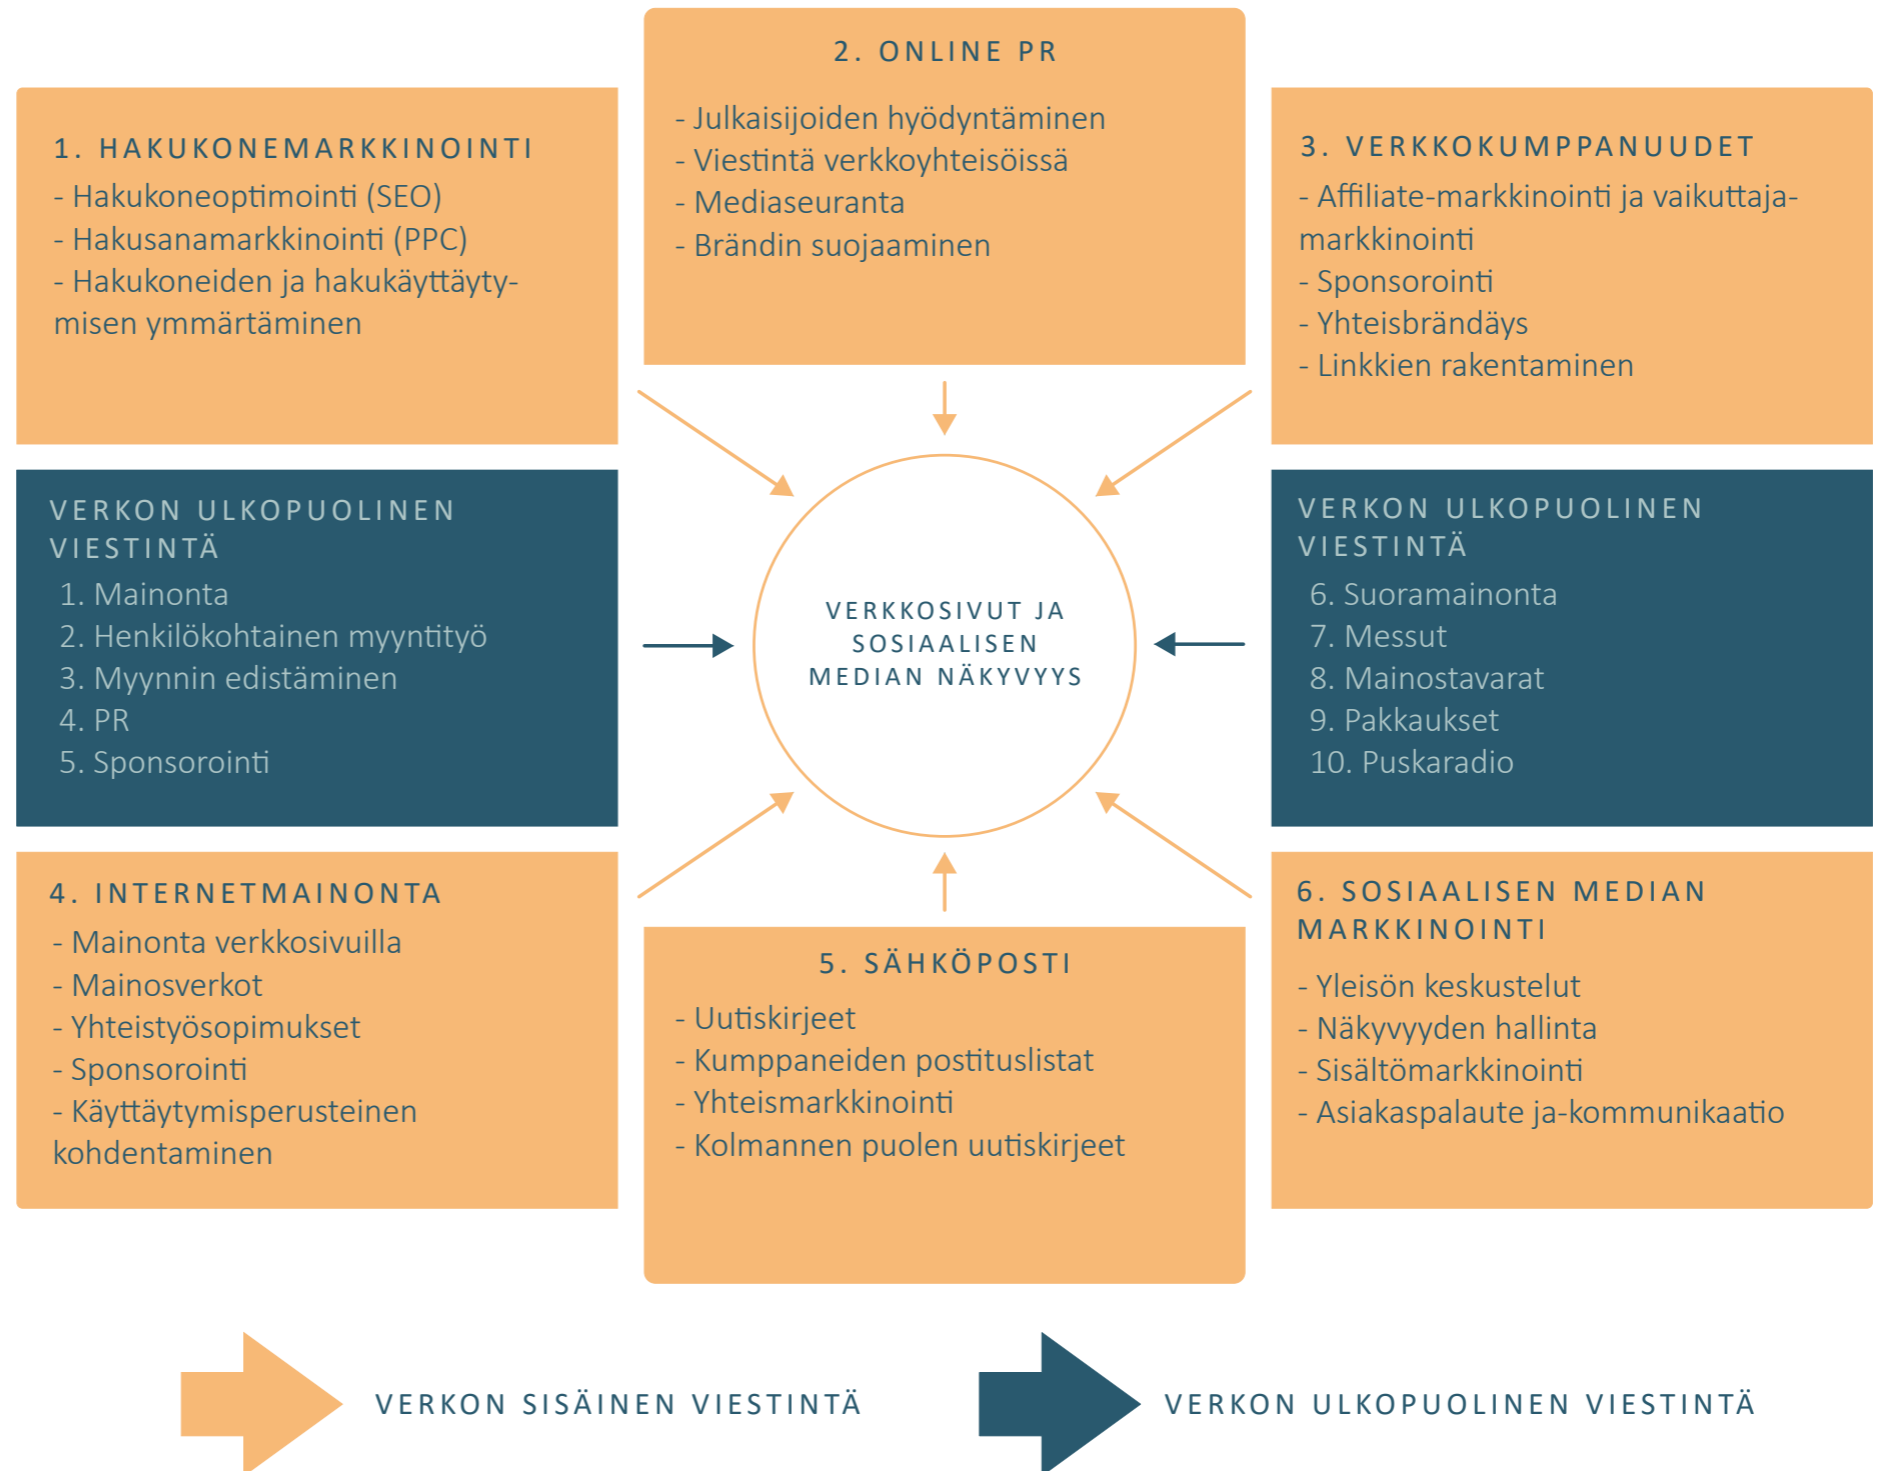 1. HAKUKONEMARKKINOINTI
- Hakukoneoptimointi (SEO)
- Hakusanamarkkinointi (PPC)
- Hakukoneiden ja hakukäyttäyty-
misen ymmärtäminen
2. ONLINE PR
- Julkaisijoiden hyödyntäminen
- Viestintä verkkoyhteisöissä
- Mediaseuranta
- Brändin suojaaminen
3. VERKKOKUMPPANUUDET
- Affiliate-markkinointi ja vaikuttaja-
markkinointi
- Sponsorointi
- Yhteisbrändäys
- Linkkien rakentaminen
VERKON ULKOPUOLINEN
VIESTINTÄ
1. Mainonta
2. Henkilökohtainen myyntityö
3. Myynnin edistäminen
4. PR
5. Sponsorointi
VERKKOSIVUT JA
SOSIAALISEN
MEDIAN NÄKYVYYS
VERKON ULKOPUOLINEN
VIESTINTÄ
6. Suoramainonta
7. Messut
8. Mainostavarat
9. Pakkaukset
10. Puskaradio
4. INTERNETMAINONTA
- Mainonta verkkosivuilla
- Mainosverkot
- Yhteistyösopimukset
- Sponsorointi
- Käyttäytymisperusteinen
kohdentaminen
5. SÄHKÖPOSTI
- Uutiskirjeet
- Kumppaneiden postituslistat
- Yhteismarkkinointi
- Kolmannen puolen uutiskirjeet
6. SOSIAALISEN MEDIAN
MARKKINOINTI
- Yleisön keskustelut
- Näkyvyyden hallinta
- Sisältömarkkinointi
- Asiakaspalaute ja-kommunikaatio
VERKON SISÄINEN VIESTINTÄ
VERKON ULKOPUOLINEN VIESTINTÄ